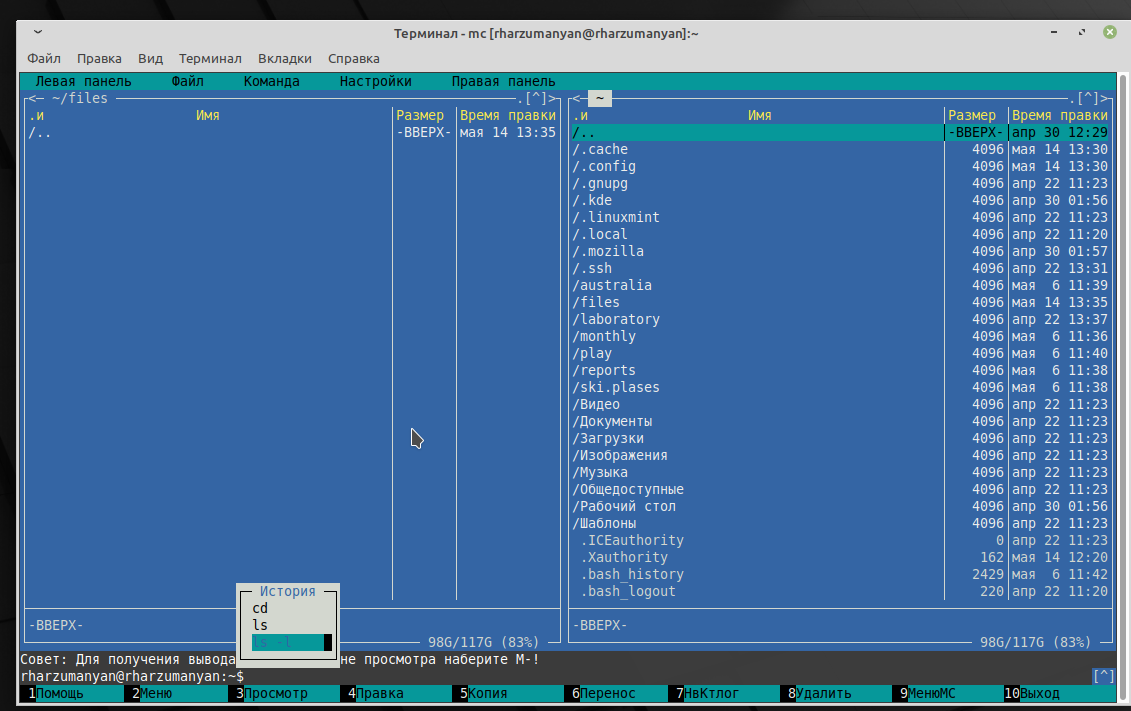 Терминал - mc [rharzumanyan@rharzumanyan]:~
Файл Правка Вид Терминал Вкладки Справка
Левая панель Файл Команда Настройки Правая панель
<─ ~/files .[^]>
.и Имя Размер Время правки
/.. -ВВЕРХ- мая 14 13:35
-ВВЕРХ-
98G/117G (83%)
<─ ~ .[^]>
.и Имя Размер Время правки
/.. -ВВЕРХ- апр 30 12:29
/.cache 4096 мая 14 13:30
/.config 4096 мая 14 13:30
/.gnupg 4096 апр 22 11:23
/.kde 4096 апр 30 01:56
/.linuxmint 4096 апр 22 11:23
/.local 4096 апр 22 11:20
/.mozilla 4096 апр 30 01:57
/.ssh 4096 апр 22 13:31
/australia 4096 мая 6 11:39
/files 4096 мая 14 13:35
/laboratory 4096 апр 22 13:37
/monthly 4096 мая 6 11:36
/play 4096 мая 6 11:40
/reports 4096 мая 6 11:38
/ski.plases 4096 мая 6 11:38
/Видео 4096 апр 22 11:23
/Документы 4096 апр 22 11:23
/Загрузки 4096 апр 22 11:23
/Изображения 4096 апр 22 11:23
/Музыка 4096 апр 22 11:23
/Общедоступные 4096 апр 22 11:23
/Рабочий стол 4096 апр 30 01:56
/Шаблоны 4096 апр 22 11:23
.ICEauthority 0 апр 22 11:23
.Xauthority 162 мая 14 12:20
.bash_history 2429 мая 6 11:42
.bash_logout 220 апр 22 11:20
-ВВЕРХ-
98G/117G (83%)
История
cd
ls
ls -l
Совет: Для получения вывода не просмотра наберите M-!
rharzumanyan@rharzumanyan:~$ [^]
1Помощь 2Меню 3Просмотр 4Правка 5Копия 6Перенос 7НвКтлог 8Удалить 9МенюМС 10Выход